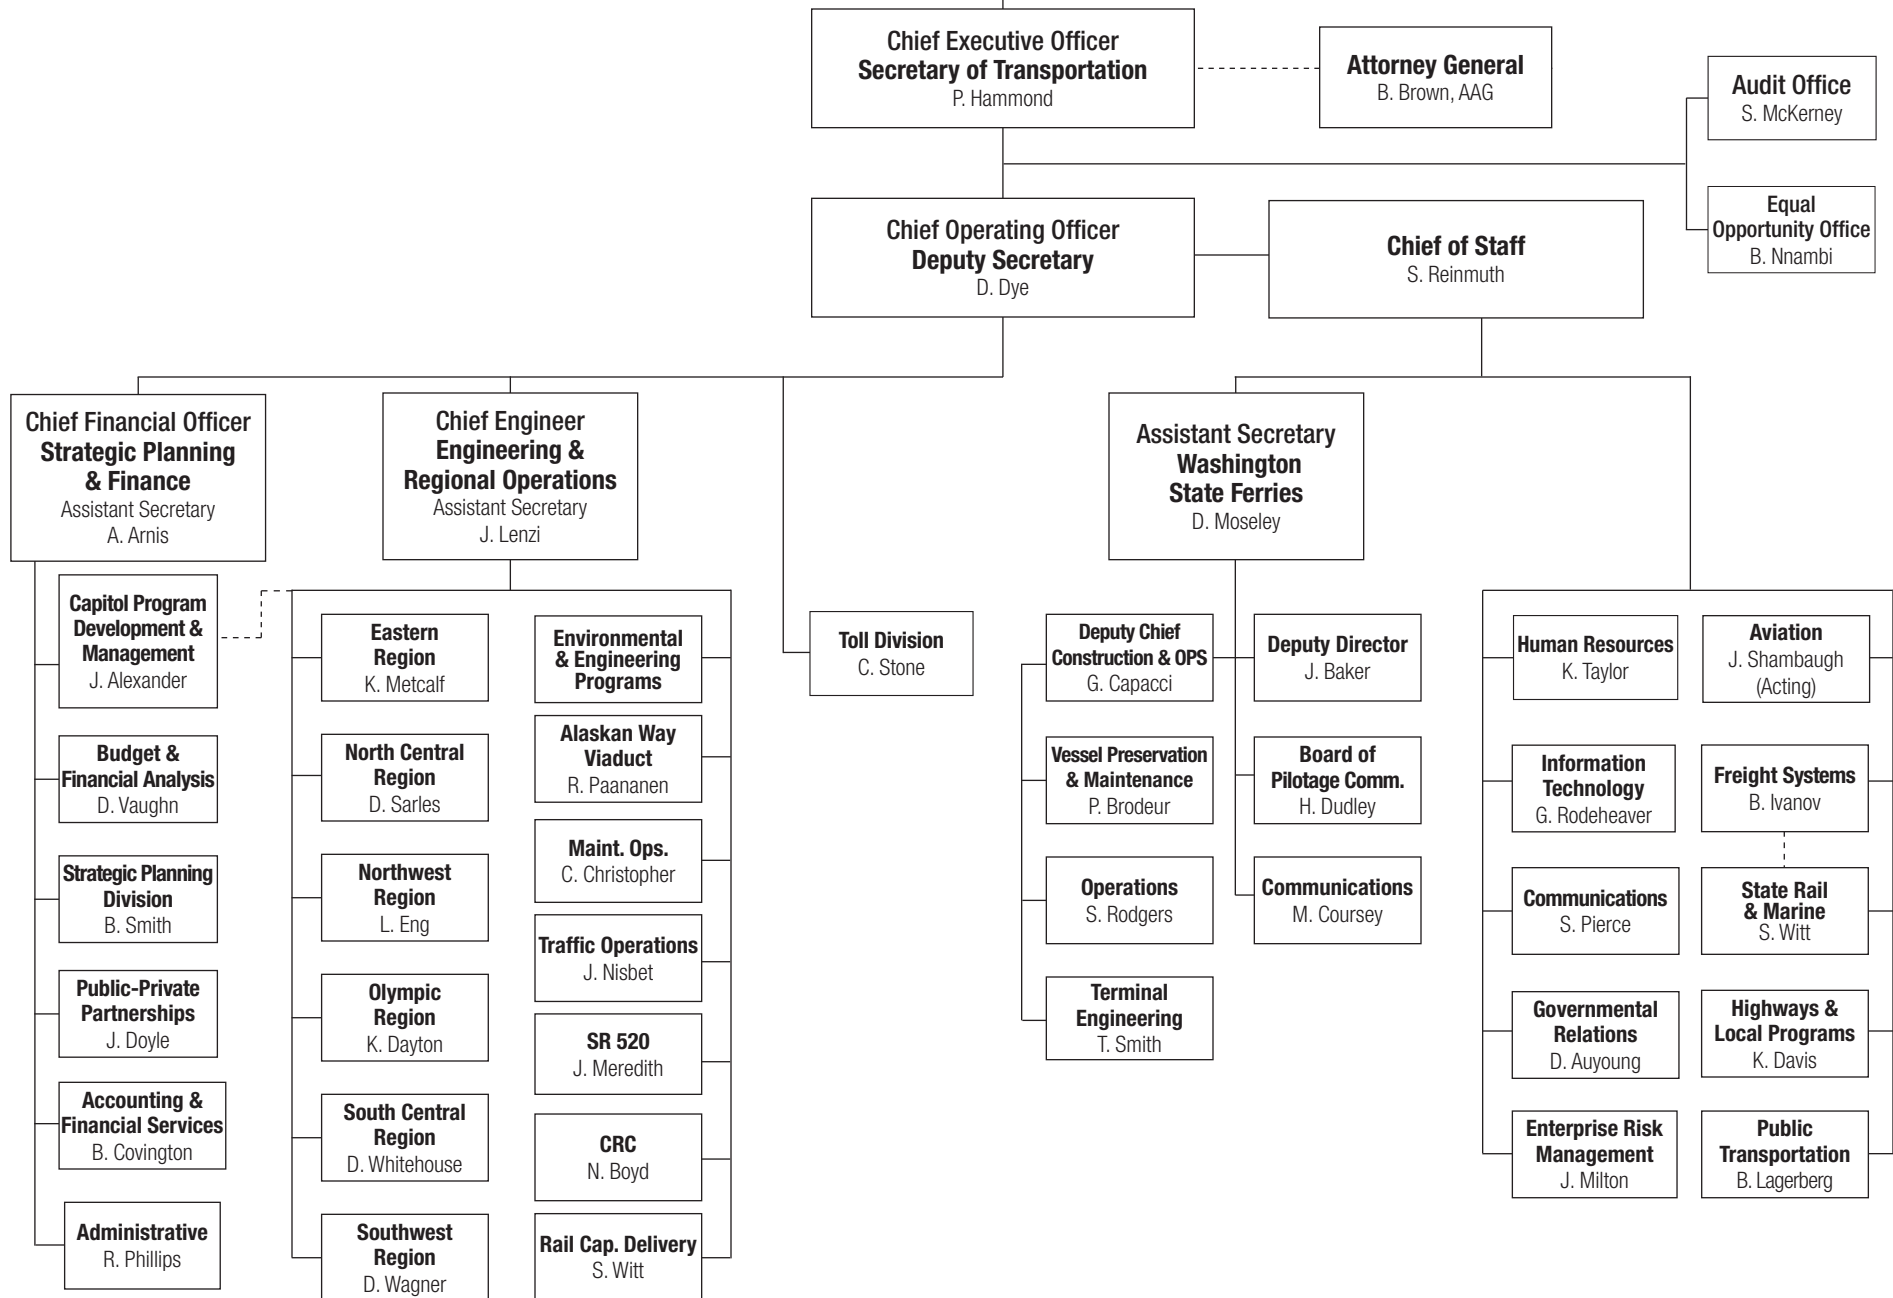 Chief Executive Officer
Secretary of Transportation
P. Hammond
Attorney General
B. Brown, AAG
Audit Office
S. McKerney
Equal
Opportunity Office
B. Nnambi
Chief Operating Officer
Deputy Secretary
D. Dye
Chief of Staff
S. Reinmuth
Chief Financial Officer
Strategic Planning
& Finance
Assistant Secretary
A. Arnis
Chief Engineer
Engineering &
Regional Operations
Assistant Secretary
J. Lenzi
Assistant Secretary
Washington
State Ferries
D. Moseley
Capitol Program
Development &
Management
J. Alexander
Budget &
Financial Analysis
D. Vaughn
Strategic Planning
Division
B. Smith
Public-Private
Partnerships
J. Doyle
Accounting &
Financial Services
B. Covington
Administrative
R. Phillips
Eastern
Region
K. Metcalf
North Central
Region
D. Sarles
Northwest
Region
L. Eng
Olympic
Region
K. Dayton
South Central
Region
D. Whitehouse
Southwest
Region
D. Wagner
Environmental
& Engineering
Programs
Alaskan Way
Viaduct
R. Paananen
Maint. Ops.
C. Christopher
Traffic Operations
J. Nisbet
SR 520
J. Meredith
CRC
N. Boyd
Rail Cap. Delivery
S. Witt
Toll Division
C. Stone
Deputy Chief
Construction & OPS
G. Capacci
Vessel Preservation
& Maintenance
P. Brodeur
Operations
S. Rodgers
Terminal
Engineering
T. Smith
Deputy Director
J. Baker
Board of
Pilotage Comm.
H. Dudley
Communications
M. Coursey
Human Resources
K. Taylor
Information
Technology
G. Rodeheaver
Communications
S. Pierce
Governmental
Relations
D. Auyoung
Enterprise Risk
Management
J. Milton
Aviation
J. Shambaugh
(Acting)
Freight Systems
B. Ivanov
State Rail
& Marine
S. Witt
Highways &
Local Programs
K. Davis
Public
Transportation
B. Lagerberg